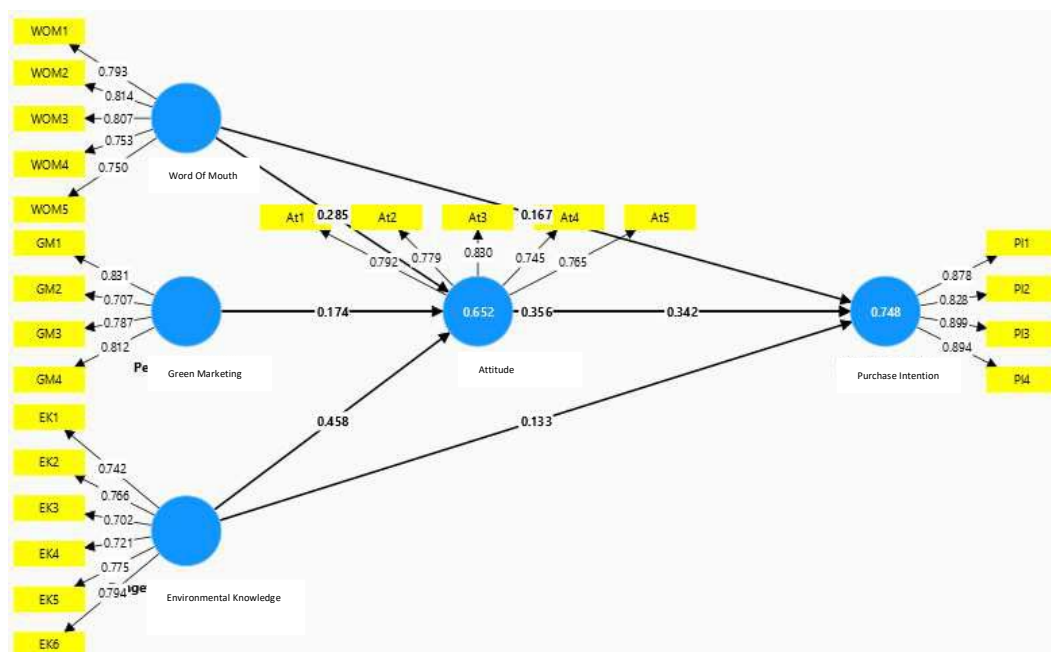 WOM1
0.793
WOM2
0.814
WOM3
0.807
WOM4
0.753
0.750
WOM5
Word Of Mouth
GM1
0.831
GM2
0.707
GM3
0.787
0.812
GM4
Pe
Green Marketing
EK1
0.742
EK2
0.766
EK3
0.702
0.721
EK4
0.775
EK5
0.794
EK6
Environmental Knowledge
0.285
0.167
At1
At2
At3
At4
At5
0.792
0.779
0.830
0.745
0.765
0.174
0.652
0.356
0.342
Attitude
0.458
0.133
0.748
Purchase Intention
PI1
0.878
PI2
0.828
0.899
PI3
0.894
PI4